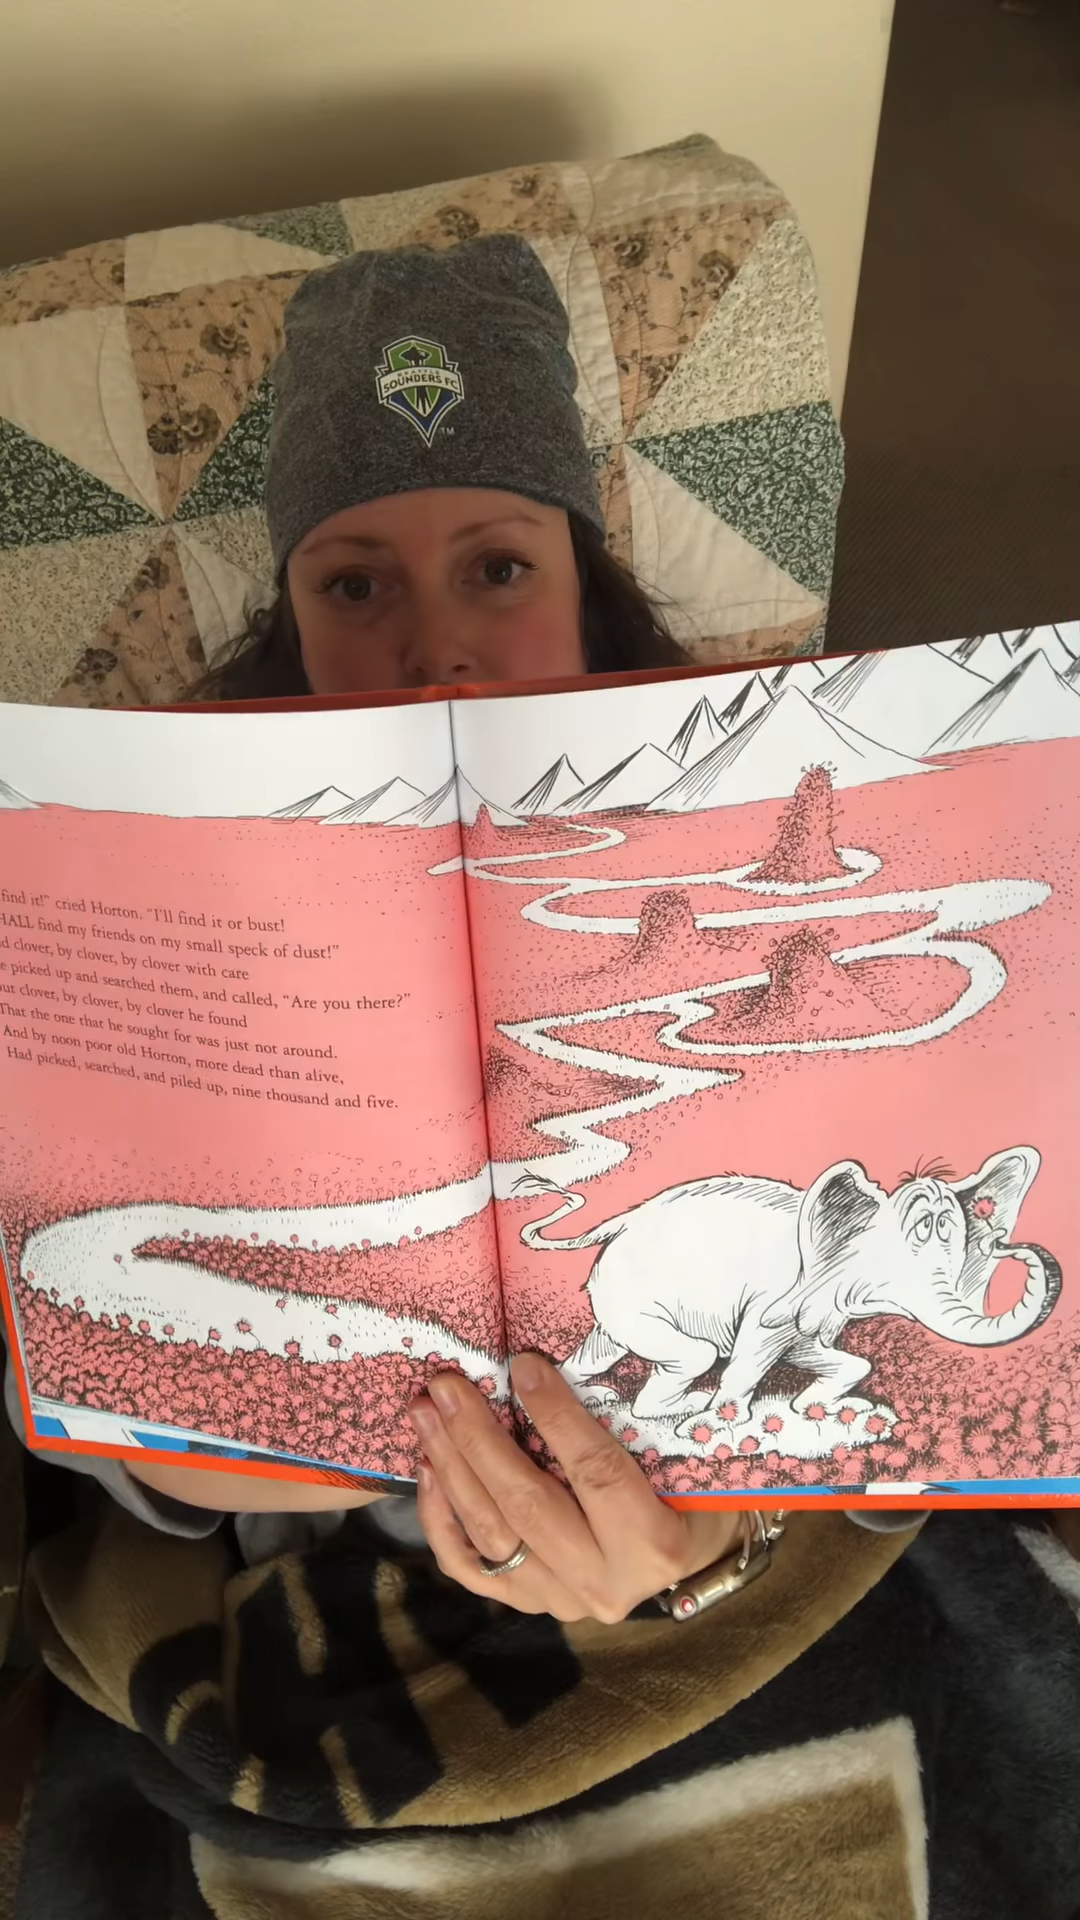 SEATTLE
SOUNDERS FC
TM
find it!" cried Horton. "I'll find it or bust!
HALL find my friends on my small speck of dust!"
d clover, by clover, by clover with care
e picked up and searched them, and called, "Are you there?"
ut clover, by clover, by clover he found
That the one that he sought for was just not around.
And by noon poor old Horton, more dead than alive,
Had picked, searched, and piled up, nine thousand and five.